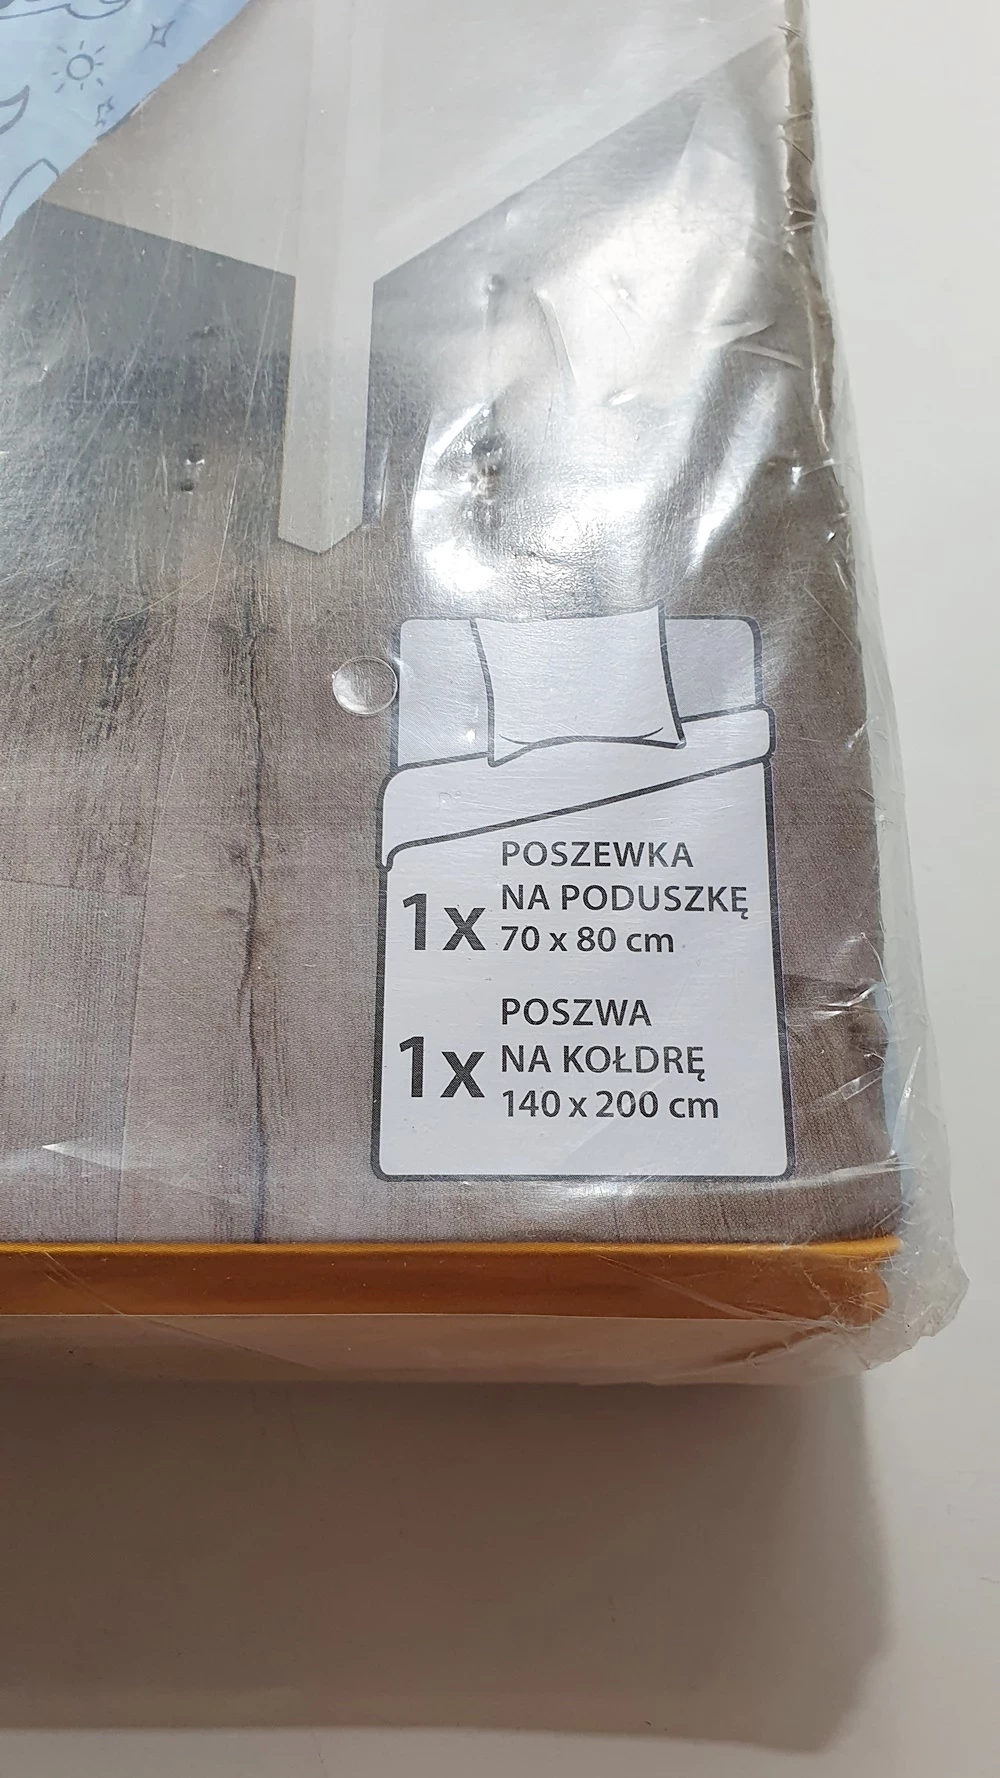 1x
POSZEWKA
NA PODUSZKĘ
70 x 80 cm
1x
POSZWA
NA KOŁDRĘ
140 x 200 cm